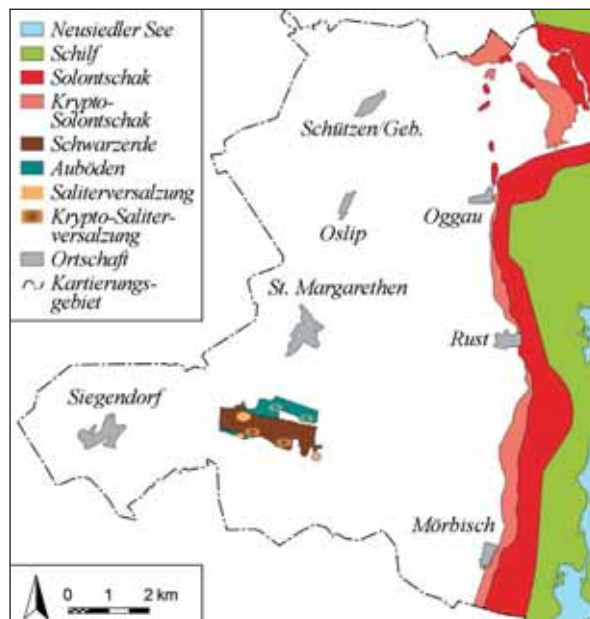 Neusiedler See
Schilf
Solontschak
Krypto-
Solontschak
Schwarzerde
Auböden
Saliterversalzung
Krypto-Saliter-
versalzung
Ortschaft
Kartierungs-
gebiet
Schützen/Geb.
Oslip
Oggau
St. Margarethen
Rust
Siegendorf
Mörbisch
0 1 2 km